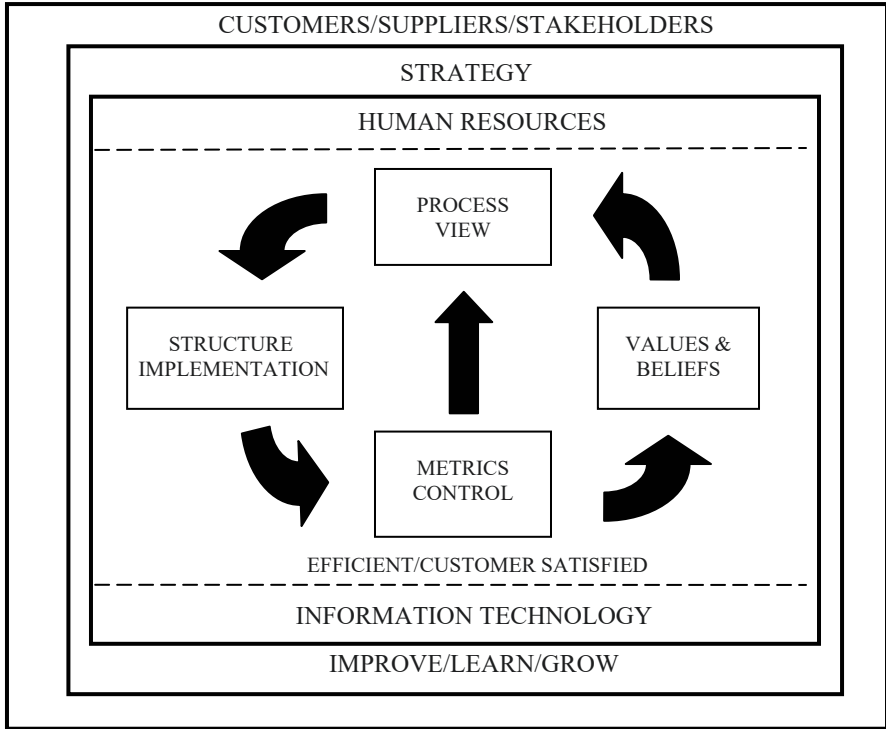 CUSTOMERS/SUPPLIERS/STAKEHOLDERS
STRATEGY
HUMAN RESOURCES
PROCESS
VIEW
STRUCTURE
IMPLEMENTATION
VALUES &
BELIEFS
METRICS
CONTROL
EFFICIENT/CUSTOMER SATISFIED
INFORMATION TECHNOLOGY
IMPROVE/LEARN/GROW